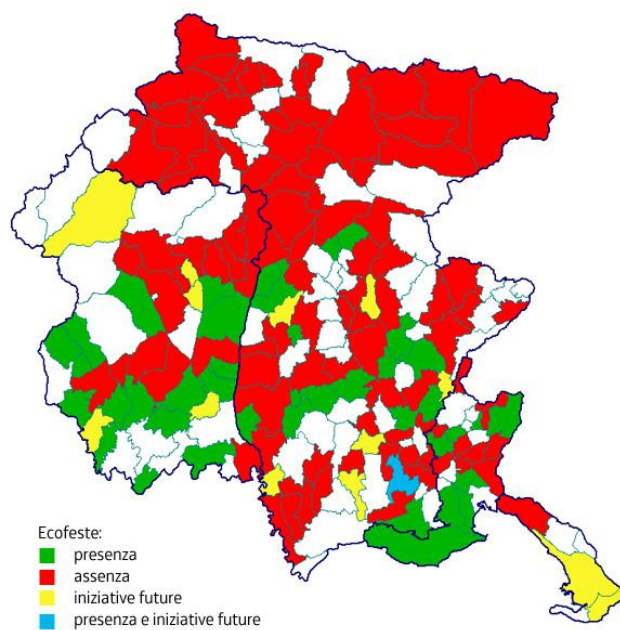 Ecofeste:
presenza
assenza
iniziative future
presenza e iniziative future